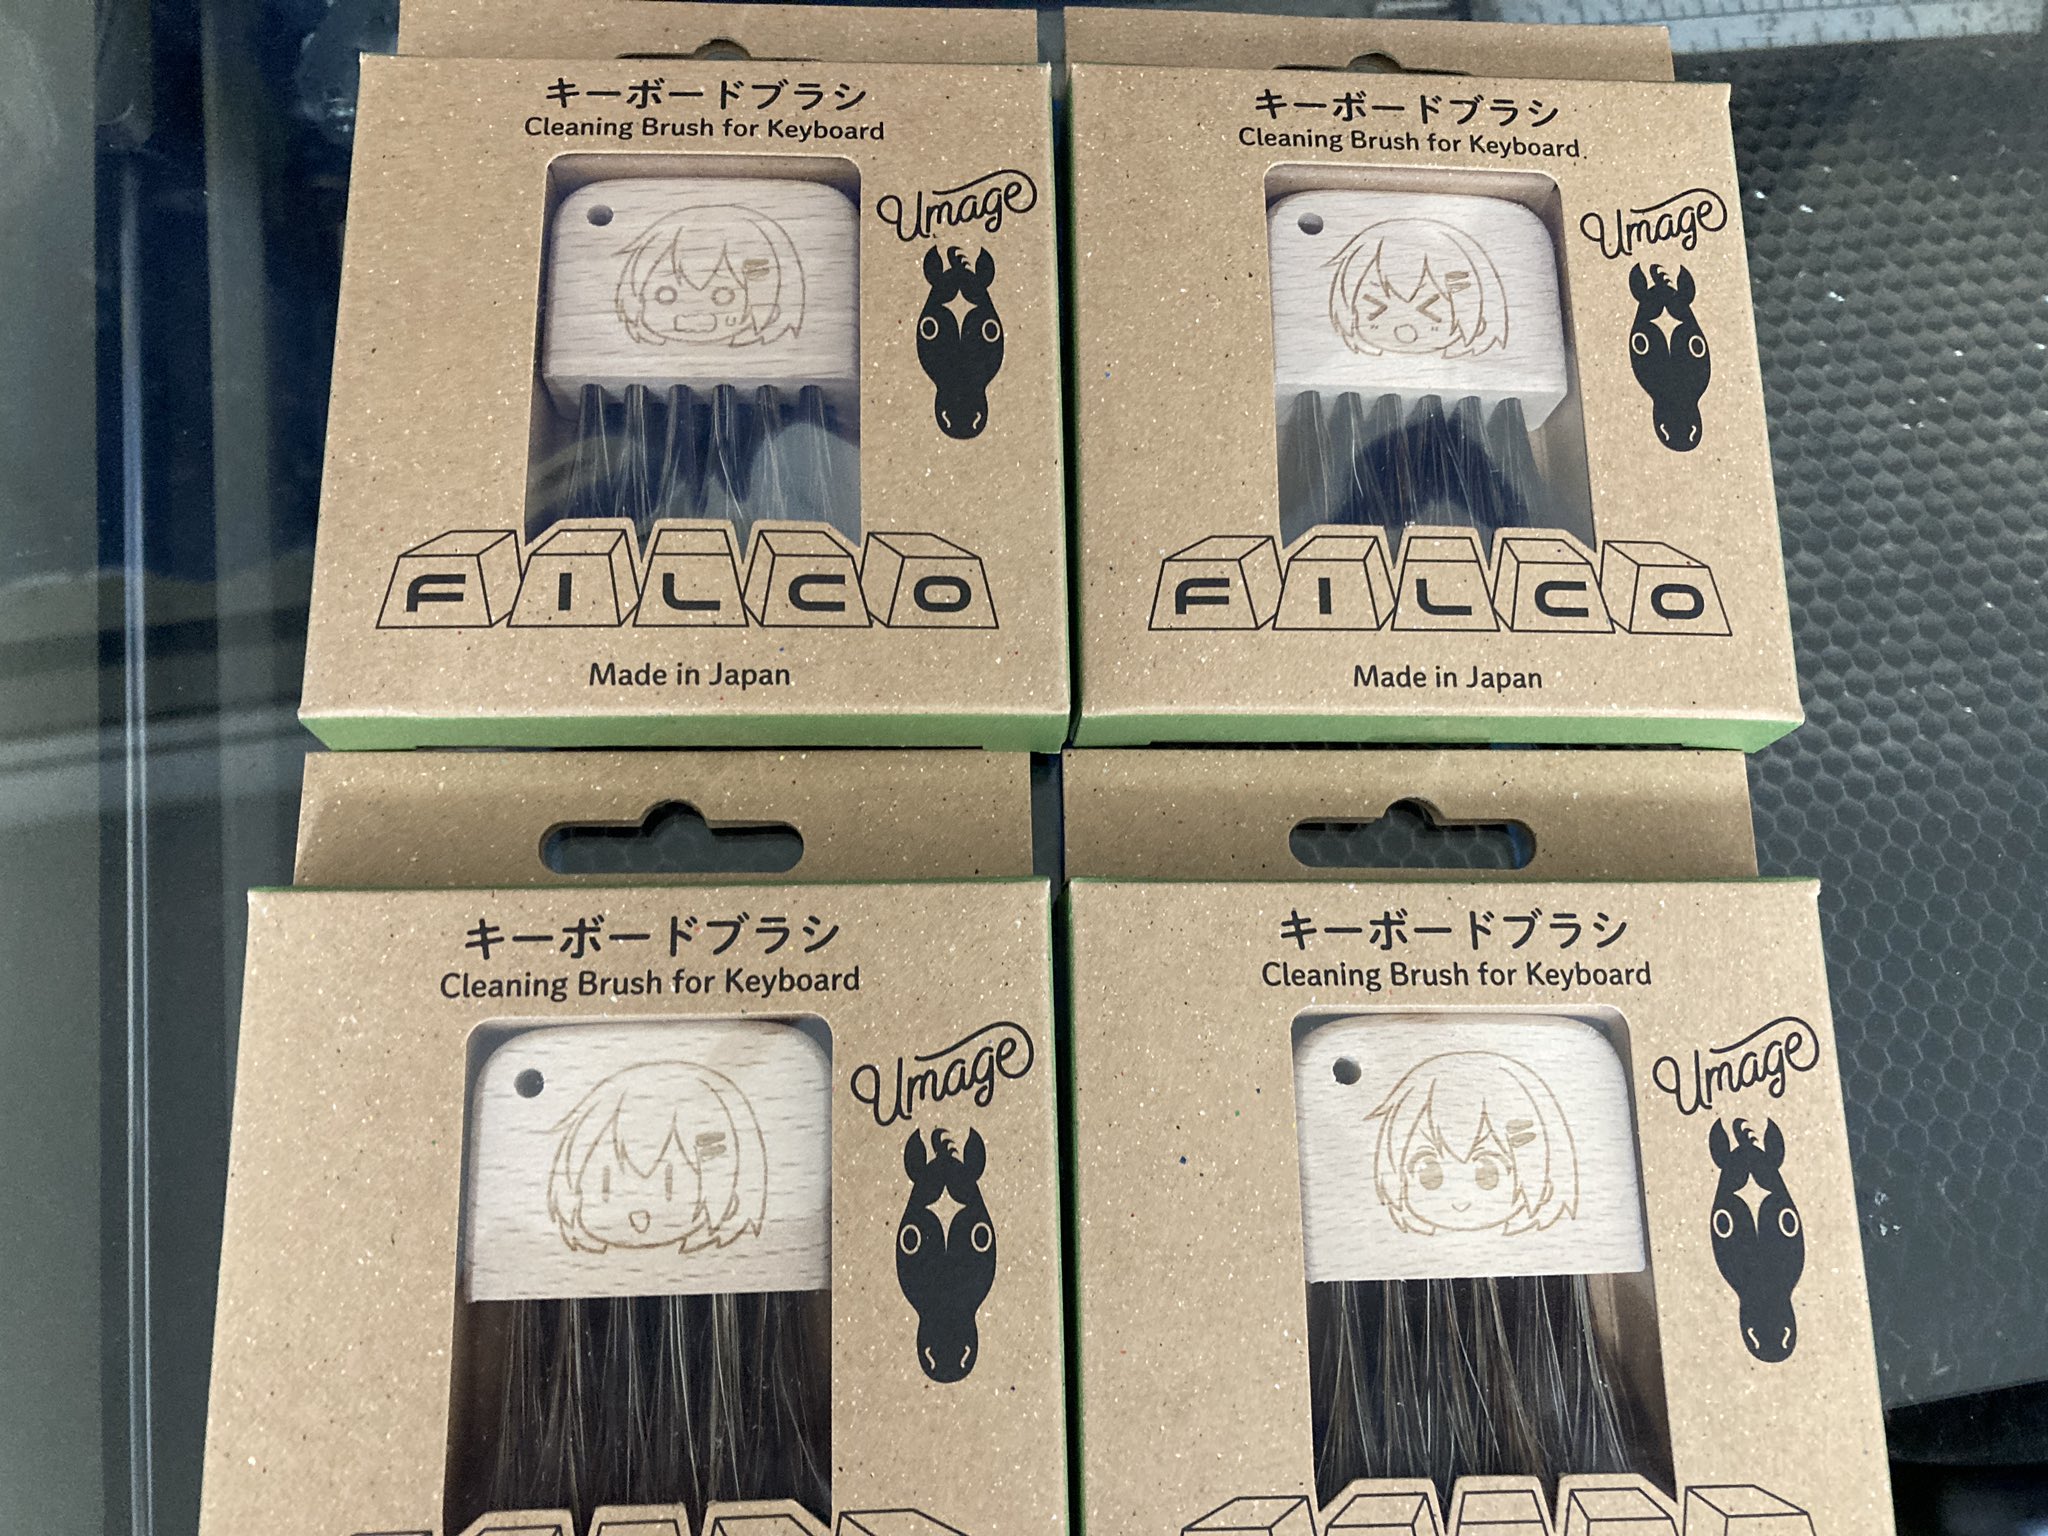 キーボードブラシ
Cleaning Brush for Keyboard
Umage
FILCO
Made in Japan
キーボードブラシ
Cleaning Brush for Keyboard
Umage
FILCO
Made in Japan
キーボードブラシ
Cleaning Brush for Keyboard
Umage
キーボードブラシ
Cleaning Brush for Keyboard
Umage